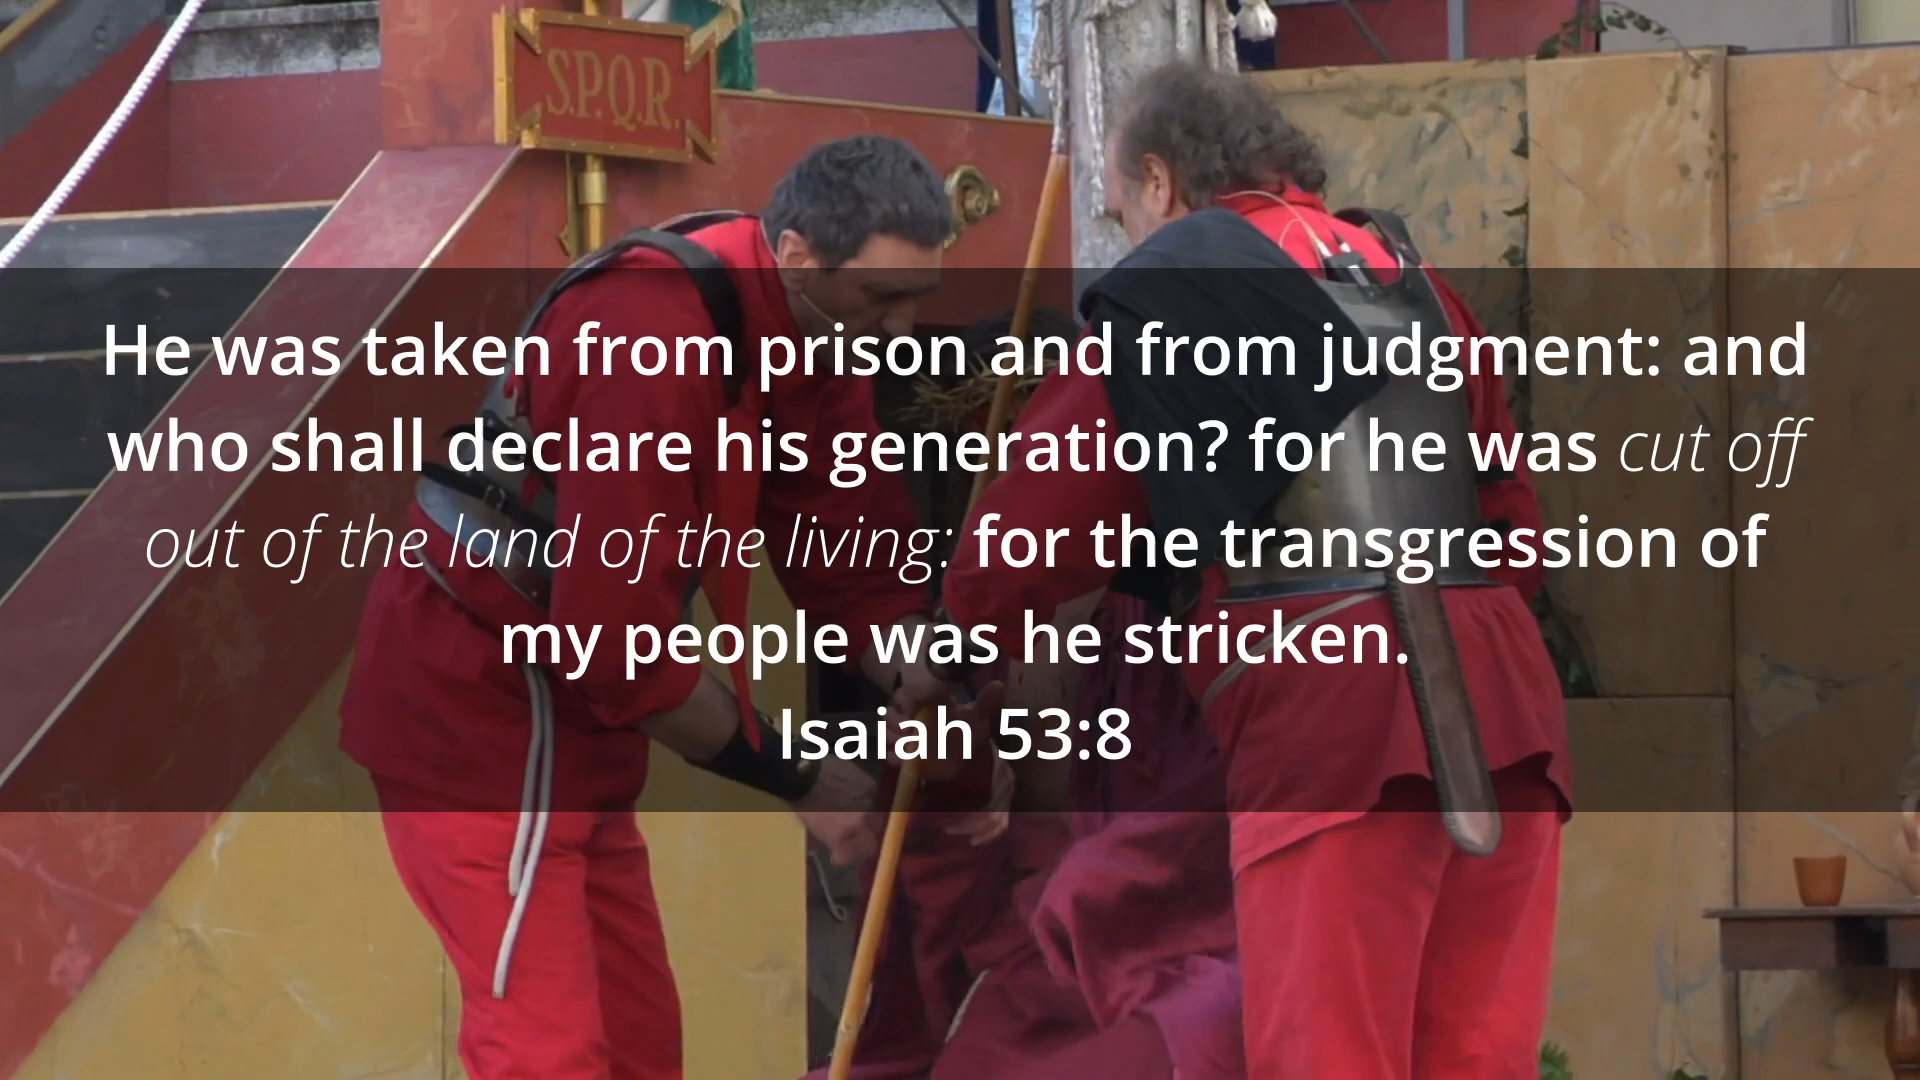 S.P.Q.R.
He was taken from prison and from judgment: and
who shall declare his generation? for he was cut off
out of the land of the living: for the transgression of
my people was he stricken.
Isaiah 53:8